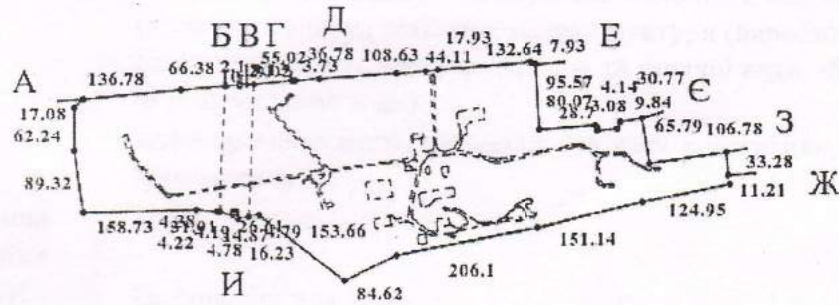 Д
Б В Г
Е
А
Є
З
Ж
И
17.93
36.78 108.63 44.11 132.64 7.93
55.02
136.78 66.38 3.73
95.57 4.14 30.77
17.08 80.07 3.08 9.84
62.24 28.7 65.79 106.78
33.28
89.32 11.21
124.95
158.73 4.38 153.66 151.14
4.22 16.23
4.78 206.1
84.62